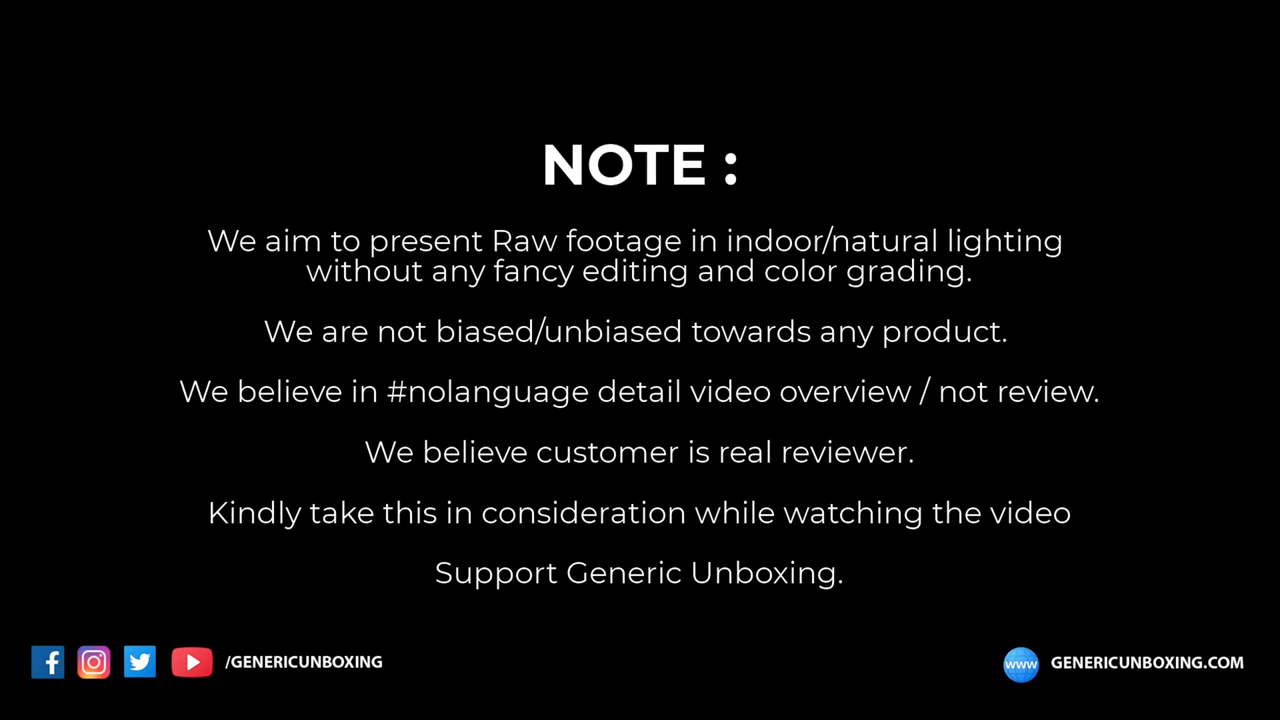 NOTE :
We aim to present Raw footage in indoor/natural lighting
without any fancy editing and color grading.
We are not biased/unbiased towards any product.
We believe in #nolanguage detail video overview / not review.
We believe customer is real reviewer.
Kindly take this in consideration while watching the video
Support Generic Unboxing.
/GENERICUNBOXING
www GENERICUNBOXING.COM